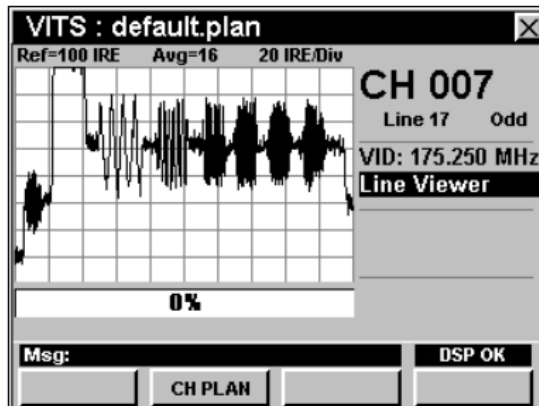 VITS : default.plan
Ref=100 IRE Avg=16 20 IRE/Div
CH 007
Line 17 Odd
VID: 175.250 MHz
Line Viewer
0%
Msg: DSP OK
CH PLAN